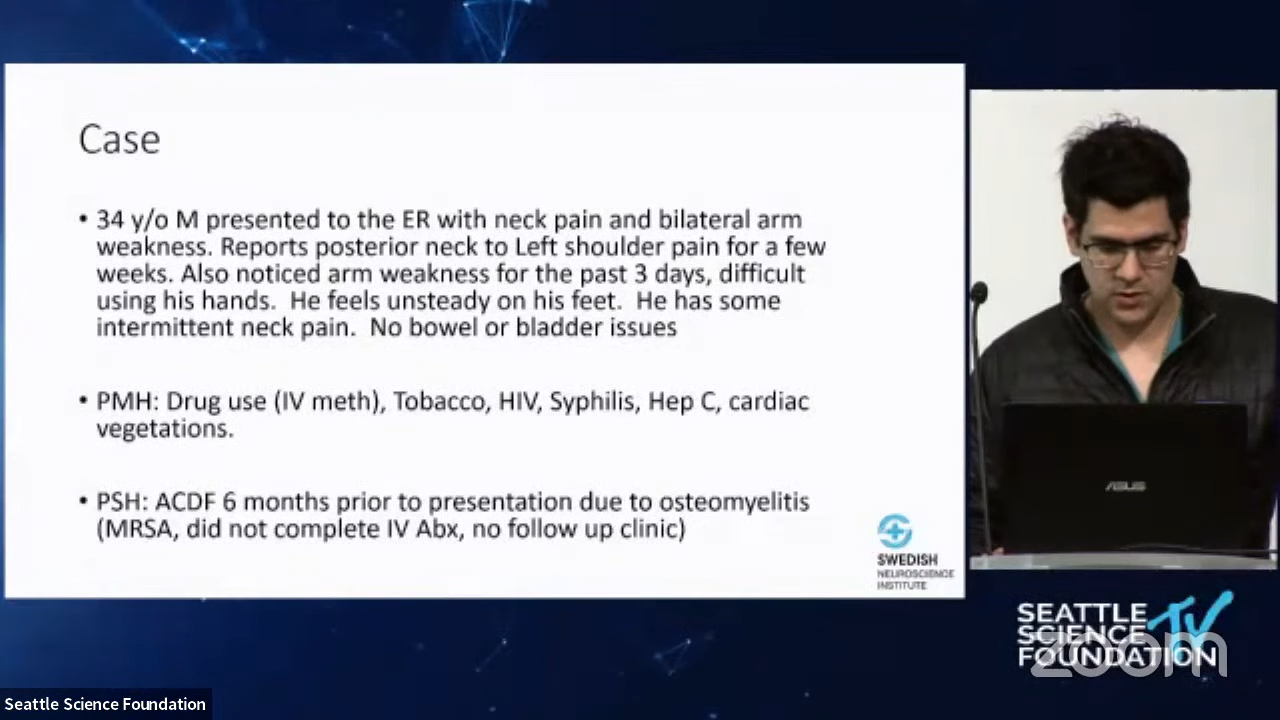 Case
• 34 y/o M presented to the ER with neck pain and bilateral arm
weakness. Reports posterior neck to Left shoulder pain for a few
weeks. Also noticed arm weakness for the past 3 days, difficult
using his hands.  He feels unsteady on his feet.  He has some
intermittent neck pain.  No bowel or bladder issues
• PMH: Drug use (IV meth), Tobacco, HIV, Syphilis, Hep C, cardiac
vegetations.
• PSH: ACDF 6 months prior to presentation due to osteomyelitis
(MRSA, did not complete IV Abx, no follow up clinic)
SWEDISH
NEUROSCIENCE
INSTITUTE
ASUS
SEATTLE
SCIENCE
FOUNDATION
TV
zoom
Seattle Science Foundation